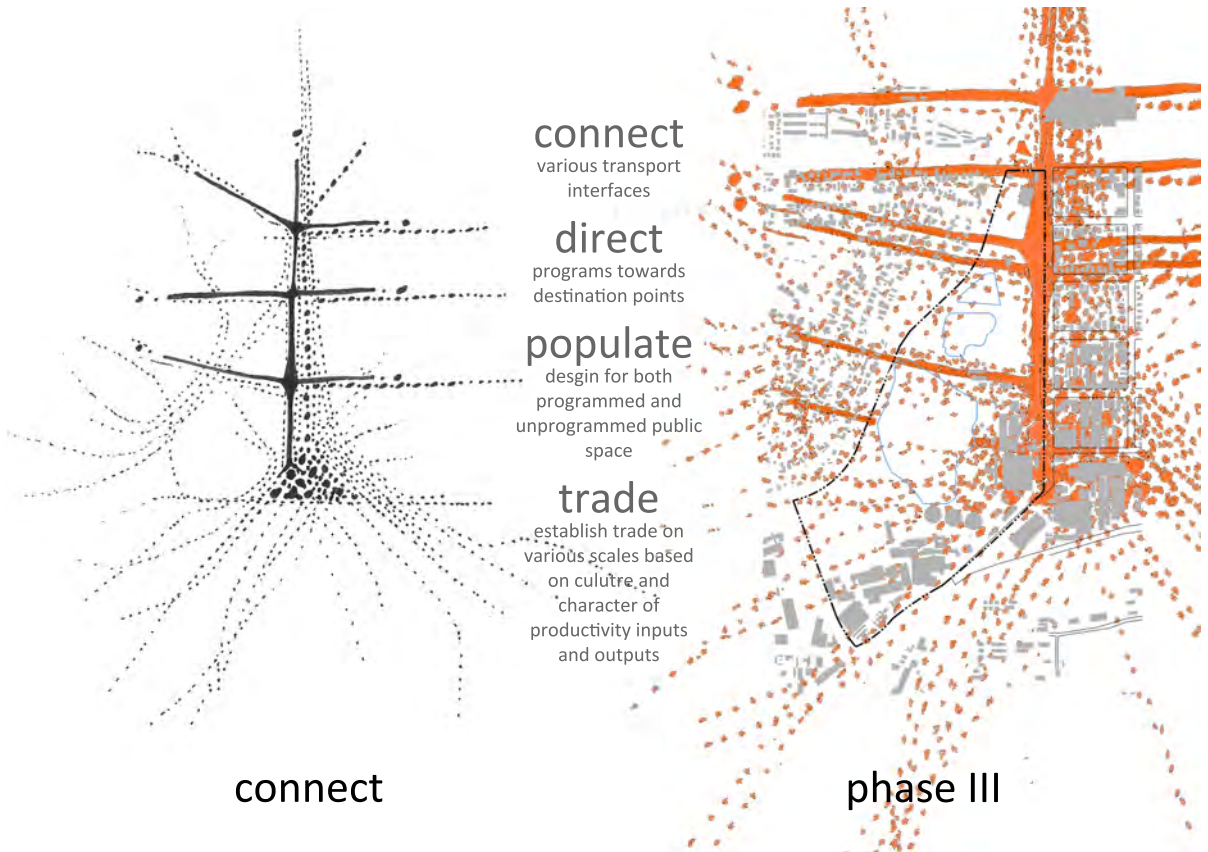 connect
various transport
interfaces
direct
programs towards
destination points
populate
desgin for both
programmed and
unprogrammed public
space
trade
establish trade on
various scales based
on culutre and
character of
productivity inputs
and outputs
connect
phase III